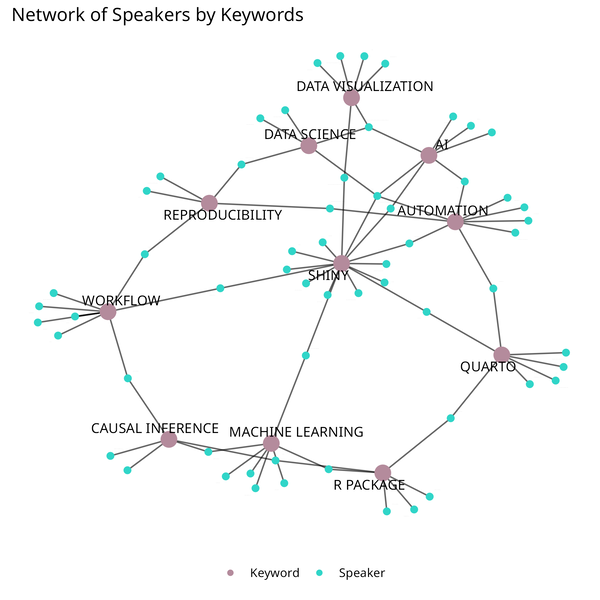 Network of Speakers by Keywords
DATA VISUALIZATION
DATA SCIENCE
AI
REPRODUCIBILITY
AUTOMATION
SHINY
WORKFLOW
QUARTO
CAUSAL INFERENCE
MACHINE LEARNING
R PACKAGE
Keyword
Speaker